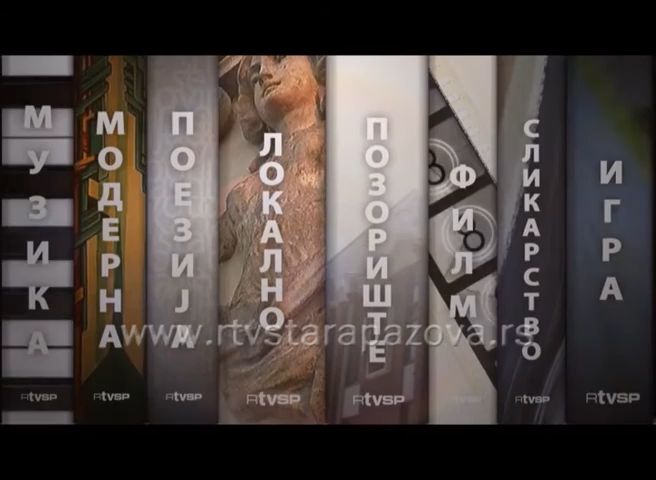 МУЗИКА
МОДЕРНА
ПОЕЗИЈА
ЛОКАЛНО
ПОЗОРИШТЕ
ФИЛМ
СЛИКАРСТВО
ИГРА
www.rtvstarapazova.rs
RTVSP
RTVSP
RTVSP
RTVSP
RTVSP
RTVSP
RTVSP